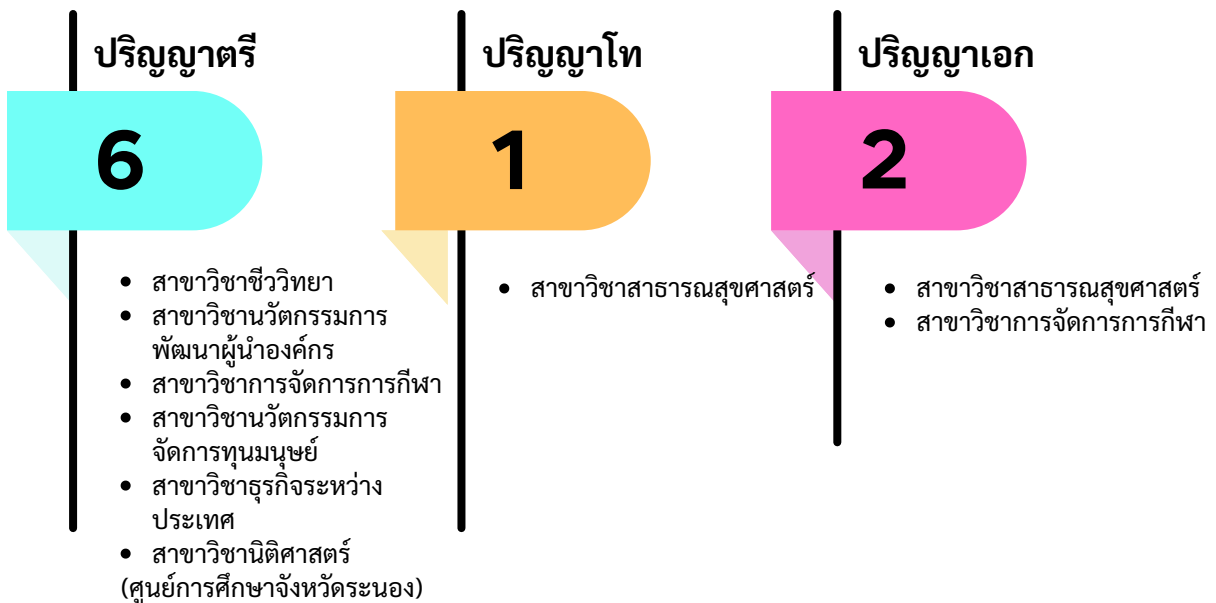 ปริญญาตรี
6
• สาขาวิชาชีววิทยา
• สาขาวิชานวัตกรรมการ
พัฒนาผู้นำองค์กร
• สาขาวิชาการจัดการการกีฬา
• สาขาวิชานวัตกรรมการ
จัดการทุนมนุษย์
• สาขาวิชาธุรกิจระหว่าง
ประเทศ
• สาขาวิชานิติศาสตร์
(ศูนย์การศึกษาจังหวัดระนอง)
ปริญญาโท
1
• สาขาวิชาสาธารณสุขศาสตร์
ปริญญาเอก
2
• สาขาวิชาสาธารณสุขศาสตร์
• สาขาวิชาการจัดการการกีฬา